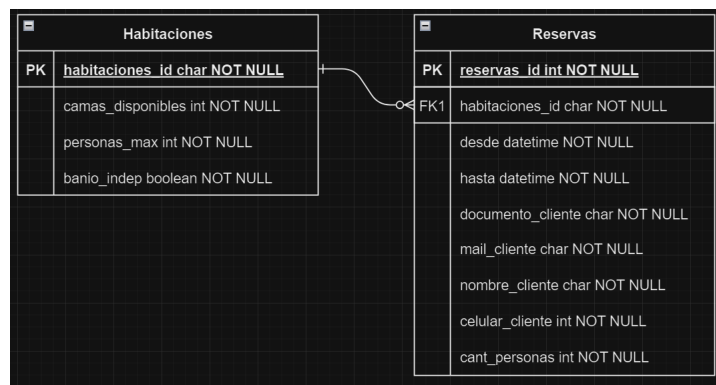 Habitaciones
PK habitaciones_id char NOT NULL
camas_disponibles int NOT NULL
personas_max int NOT NULL
banio_indep boolean NOT NULL
Reservas
PK reservas_id int NOT NULL
FK1 habitaciones_id char NOT NULL
desde datetime NOT NULL
hasta datetime NOT NULL
documento_cliente char NOT NULL
mail_cliente char NOT NULL
nombre_cliente char NOT NULL
celular_cliente int NOT NULL
cant_personas int NOT NULL